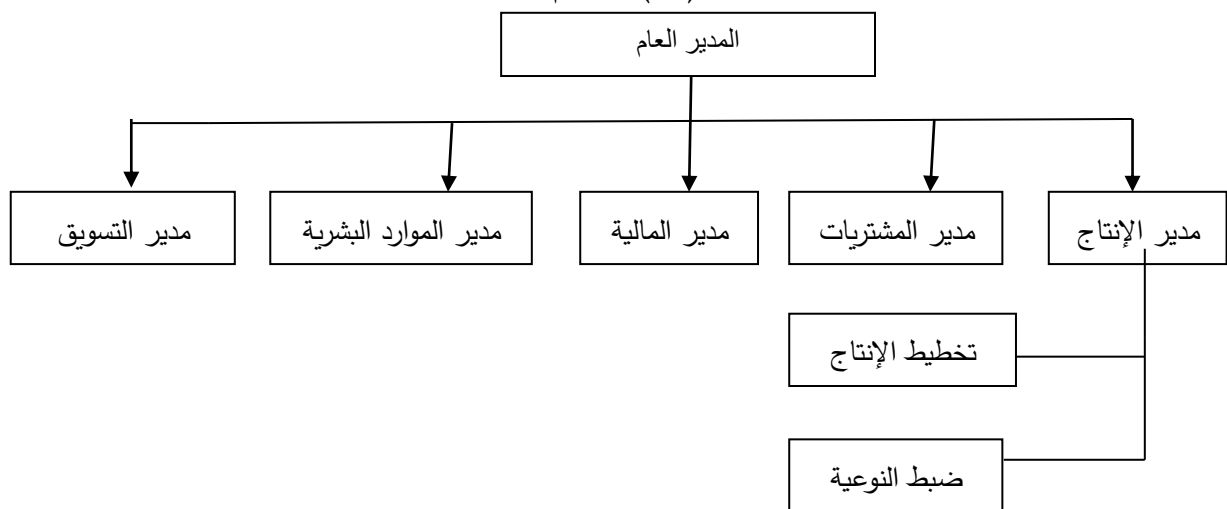 المدير العام
مدير الإنتاج
مدير المشتريات
مدير المالية
مدير الموارد البشرية
مدير التسويق
تخطيط الإنتاج
ضبط النوعية